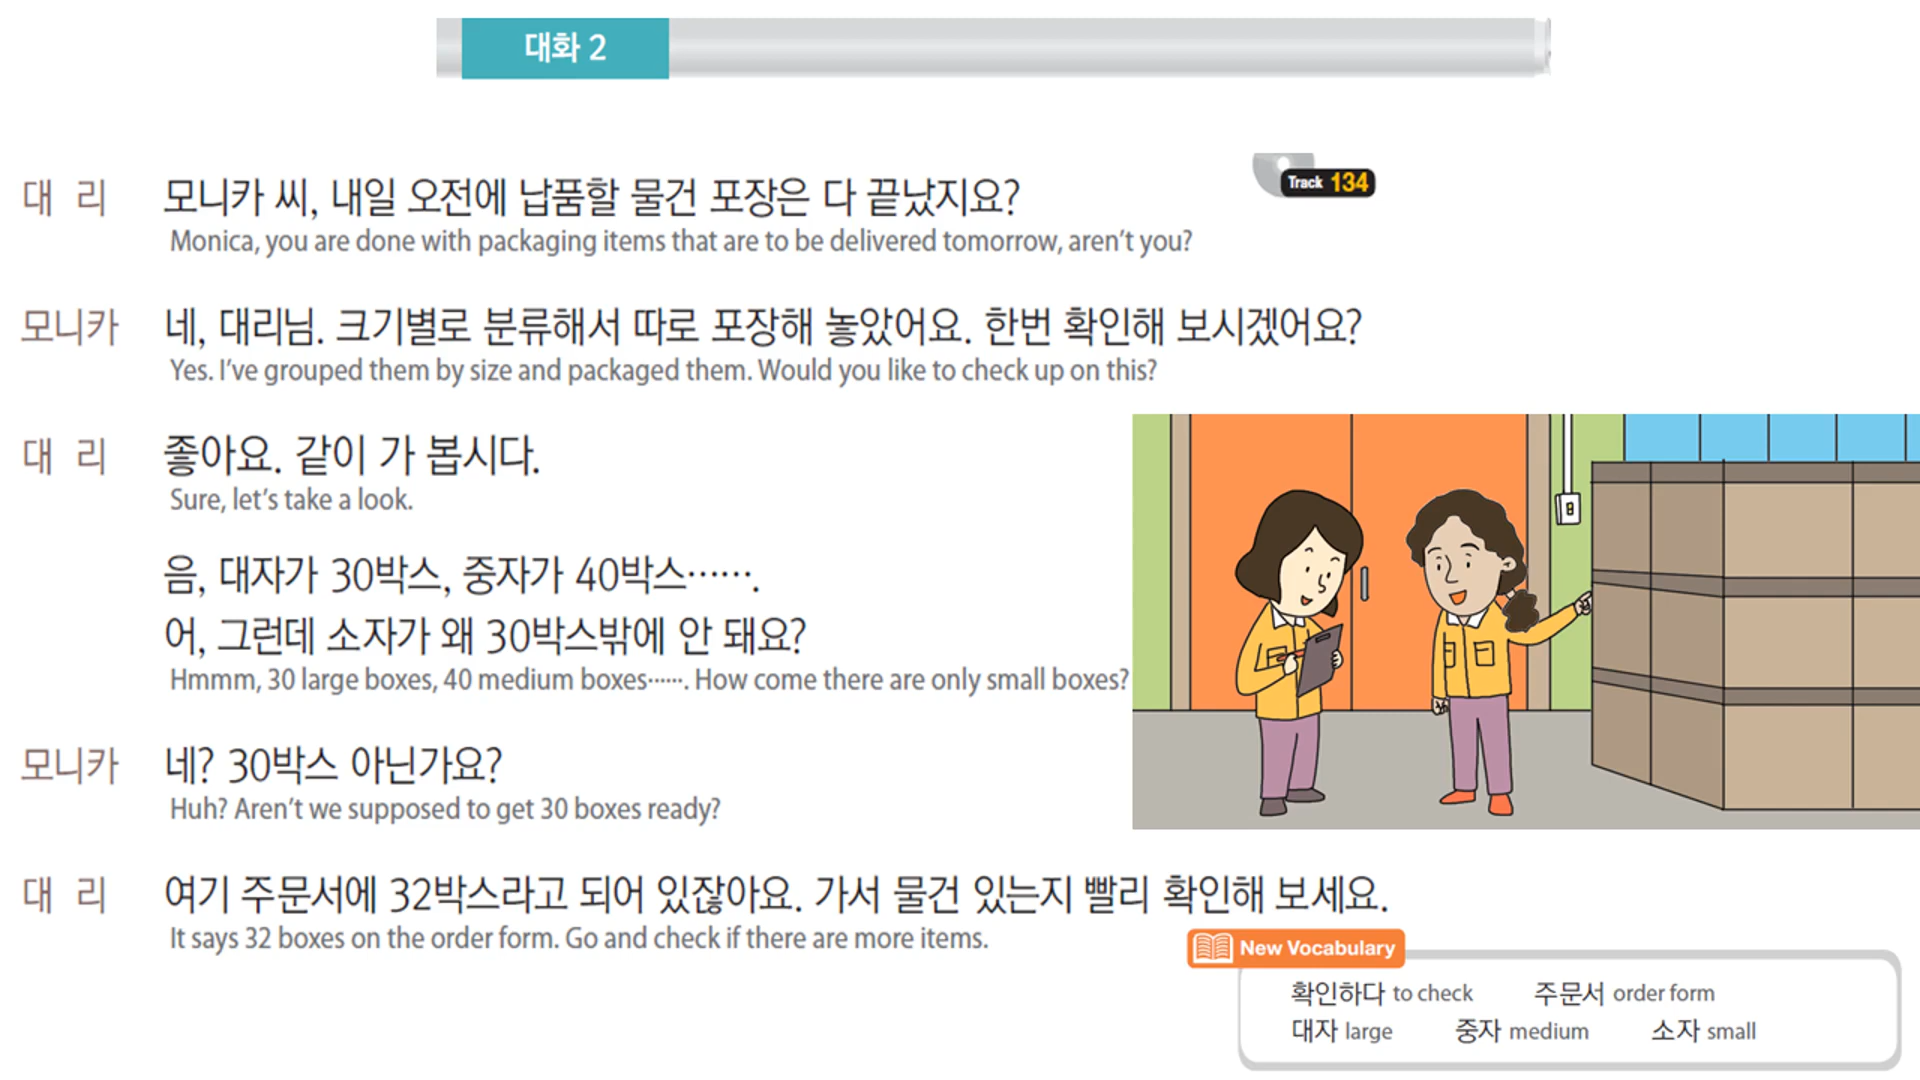 대화 2
Track 134
대 리 모니카 씨, 내일 오전에 납품할 물건 포장은 다 끝났지요?
Monica, you are done with packaging items that are to be delivered tomorrow, aren't you?
모니카 네, 대리님. 크기별로 분류해서 따로 포장해 놓았어요. 한번 확인해 보시겠어요?
Yes. I've grouped them by size and packaged them. Would you like to check up on this?
대 리 좋아요. 같이 가 봅시다.
Sure, let's take a look.
음, 대자가 30박스, 중자가 40박스…….
어, 그런데 소자가 왜 30박스밖에 안 돼요?
Hmmm, 30 large boxes, 40 medium boxes……. How come there are only small boxes?
모니카 네? 30박스 아닌가요?
Huh? Aren't we supposed to get 30 boxes ready?
대 리 여기 주문서에 32박스라고 되어 있잖아요. 가서 물건 있는지 빨리 확인해 보세요.
It says 32 boxes on the order form. Go and check if there are more items.
New Vocabulary
확인하다 to check 주문서 order form
대자 large 중자 medium 소자 small